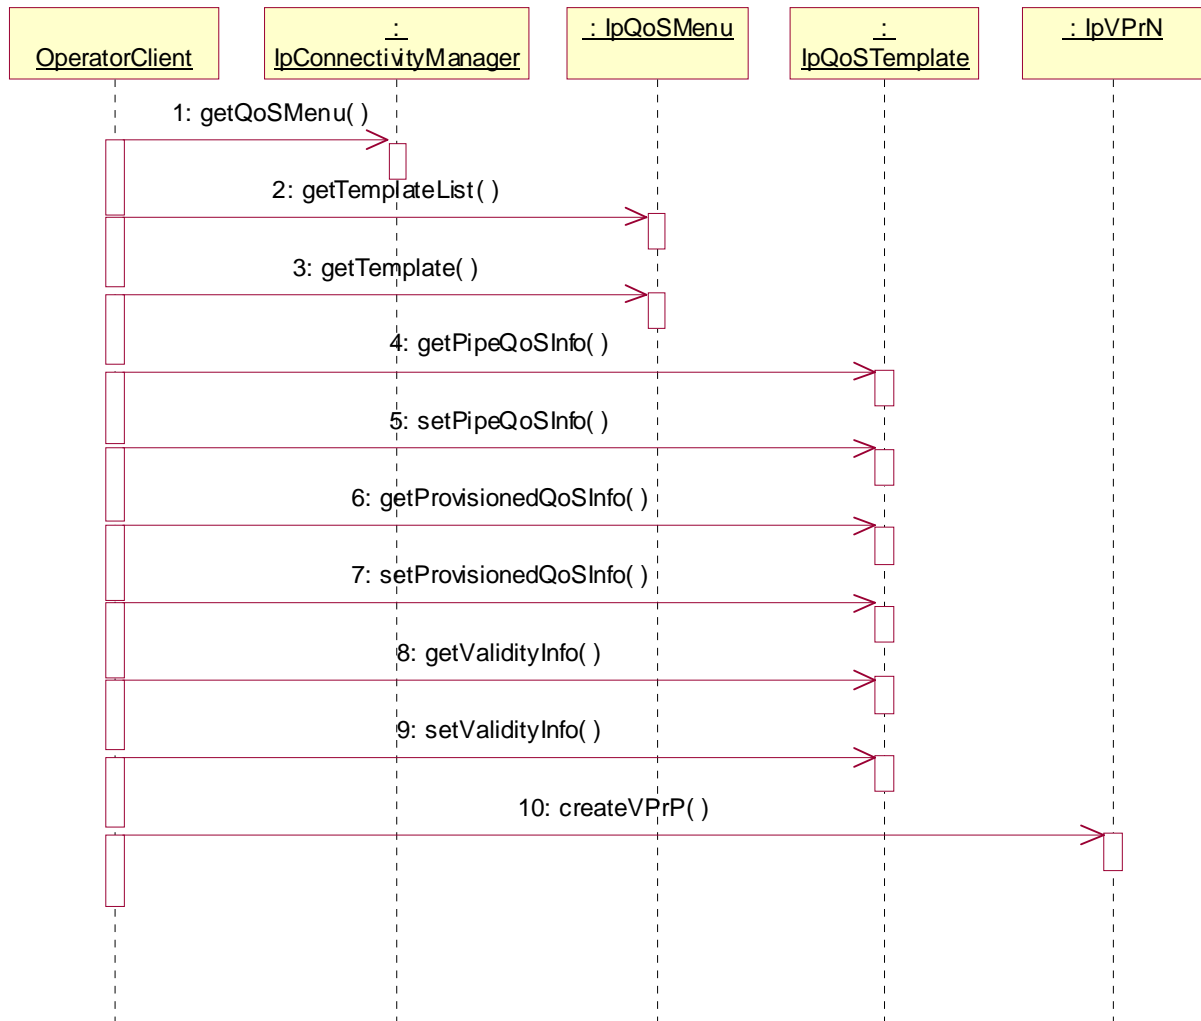 OperatorClient
:
IpConnectivityManager
: IpQoSMenu
:
IpQoSTemplate
: IpVPrN
1: getQoSMenu( )
2: getTemplateList( )
3: getTemplate( )
4: getPipeQoSInfo( )
5: setPipeQoSInfo( )
6: getProvisionedQoSInfo( )
7: setProvisionedQoSInfo( )
8: getValidityInfo( )
9: setValidityInfo( )
10: createVPrP( )